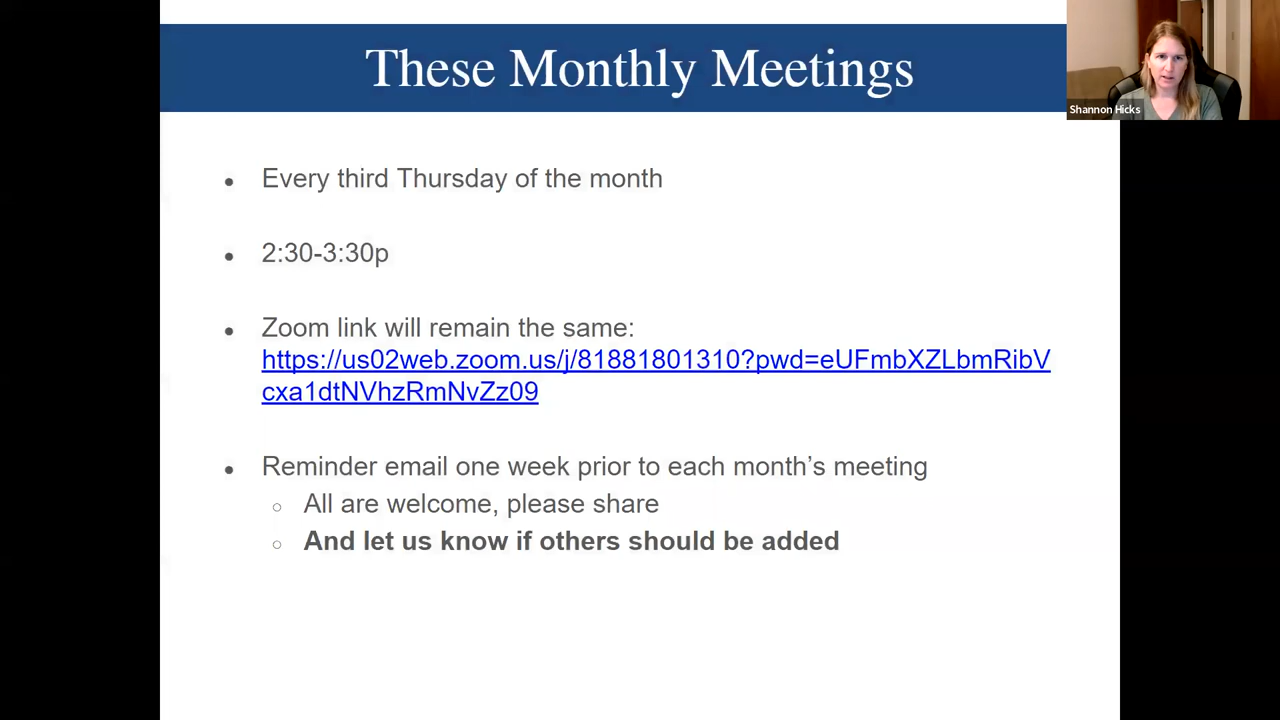 These Monthly Meetings
Shannon Hicks
● Every third Thursday of the month
● 2:30-3:30p
● Zoom link will remain the same:
https://us02web.zoom.us/j/81881801310?pwd=eUFmbXZLbmRibV
cxa1dtNVhzRmNvZz09
● Reminder email one week prior to each month’s meeting
○ All are welcome, please share
○ And let us know if others should be added